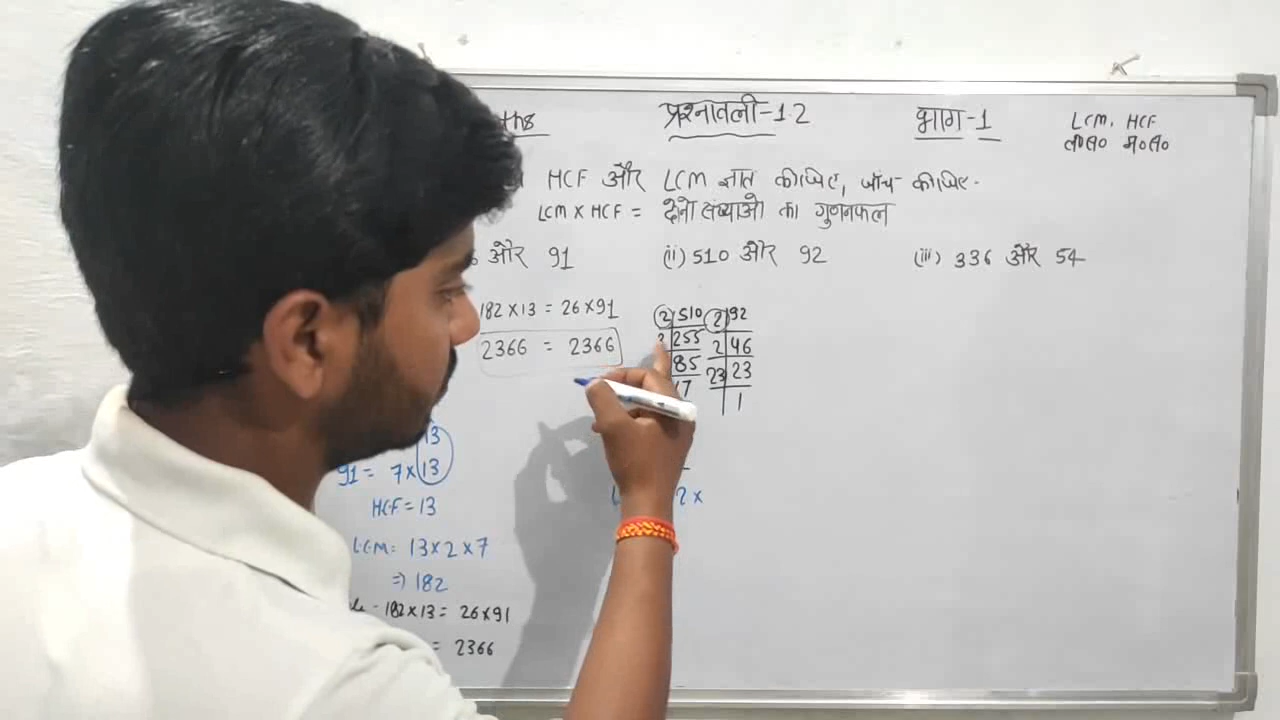 प्रश्नावली-1.2
भाग-1
LCM, HCF
ल०स० म०स०
HCF और LCM ज्ञात कीजिए, जाँच कीजिए-
LCM X HCF = दोनो संख्याओ का गुणनफल
और 91
(ii) 510 और 92
(iii) 336 और 54
182×13 = 26×91
2366 = 2366
2 510
255
85
17
2 92
2 46
23 23
1
13
91 = 7×13
HCF = 13
LCM = 13×2×7
=) 182
182×13 = 26×91
= 2366
2×